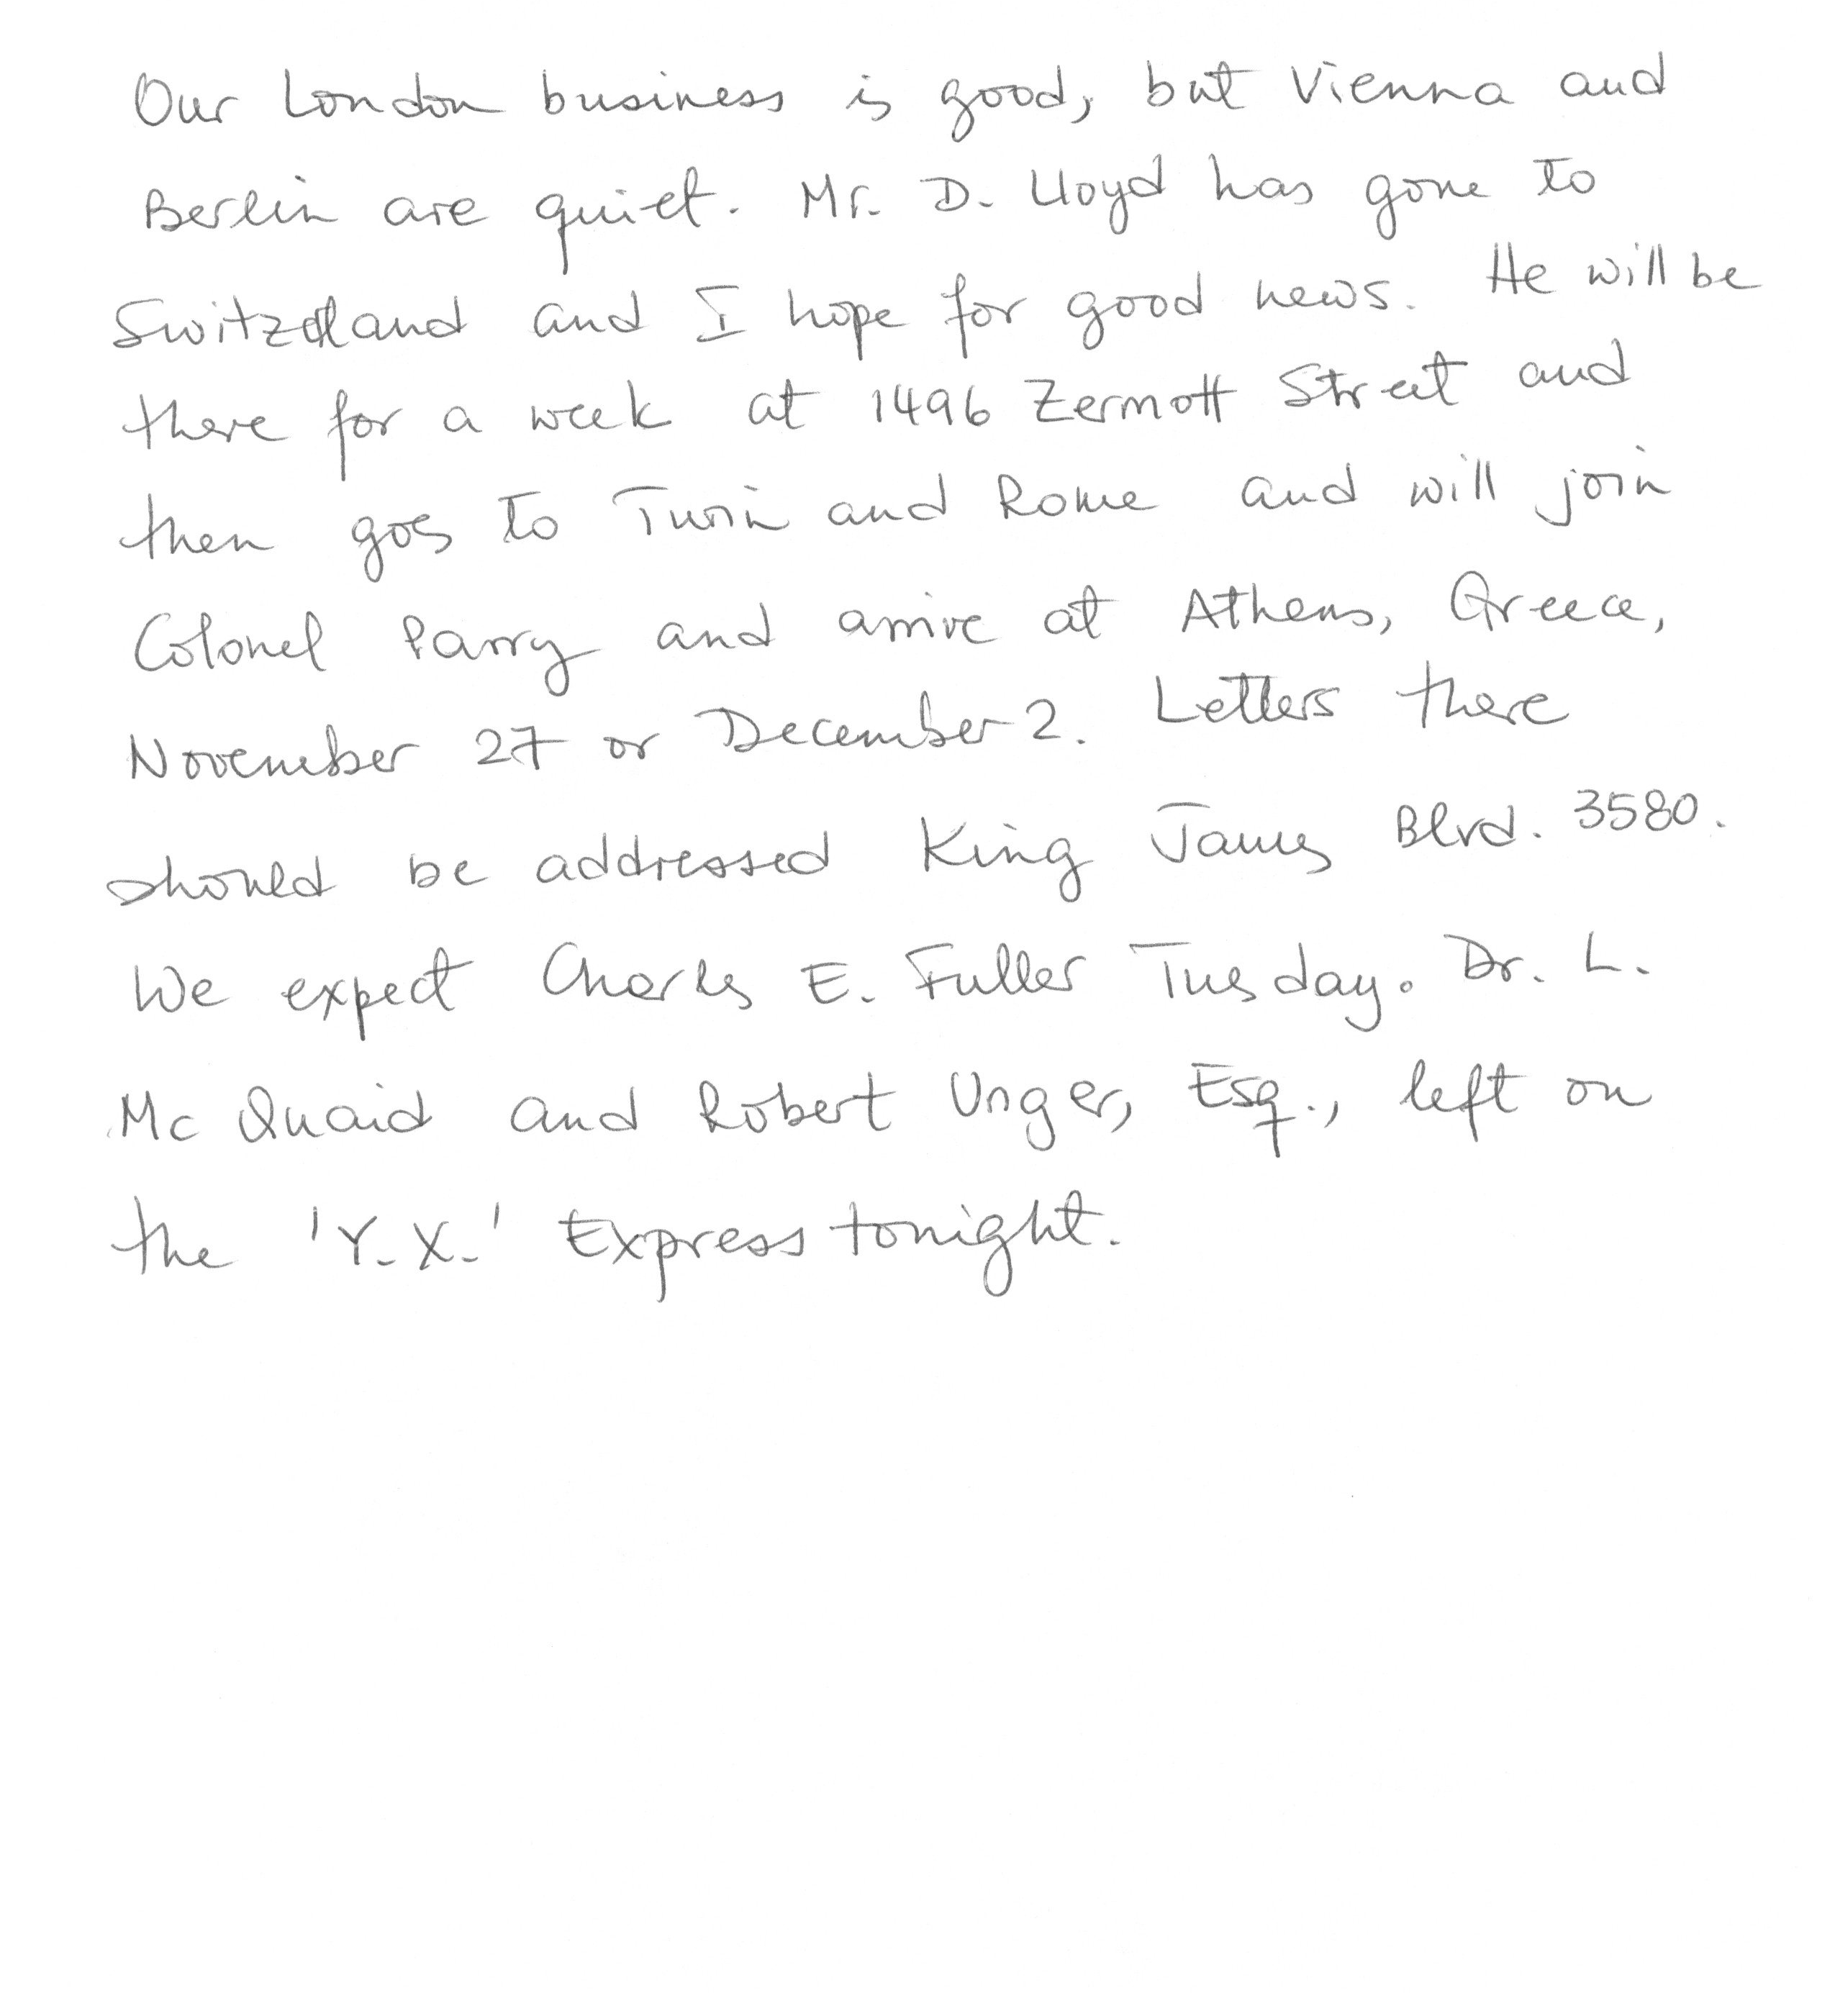 Our London business is good, but Vienna and
Berlin are quiet. Mr. D. Lloyd has gone to
Switzerland and I hope for good news. He will be
there for a week at 1496 Zermott Street and
then goes to Turin and Rome and will join
Colonel Parry and arrive at Athens, Greece,
November 27 or December 2. Letters there
should be addressed King James Blvd. 3580.
We expect Charles E. Fuller Tuesday. Dr. L.
Mc Quaid and Robert Unger, Esq., left on
the 'Y.X.' Express tonight.